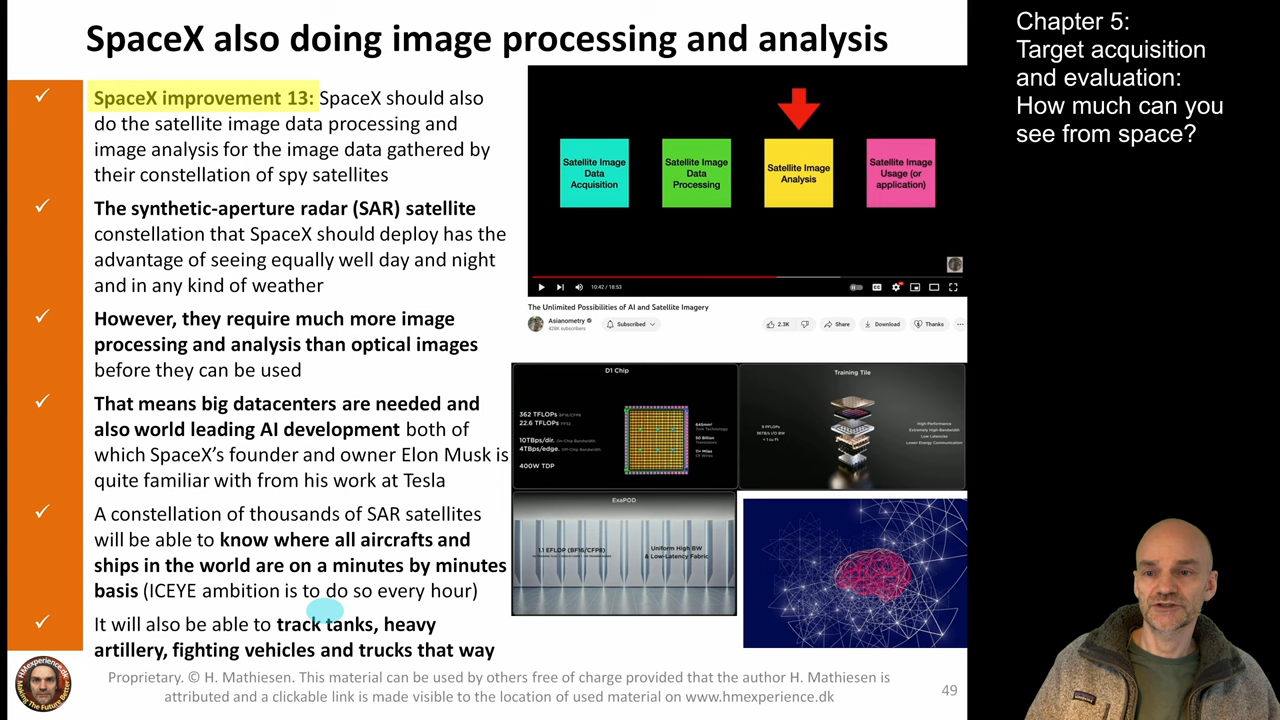 SpaceX also doing image processing and analysis
SpaceX improvement 13: SpaceX should also
do the satellite image data processing and
image analysis for the image data gathered by
their constellation of spy satellites
The synthetic-aperture radar (SAR) satellite
constellation that SpaceX should deploy has the
advantage of seeing equally well day and night
and in any kind of weather
However, they require much more image
processing and analysis than optical images
before they can be used
That means big datacenters are needed and
also world leading AI development both of
which SpaceX's founder and owner Elon Musk is
quite familiar with from his work at Tesla
A constellation of thousands of SAR satellites
will be able to know where all aircrafts and
ships in the world are on a minutes by minutes
basis (ICEYE ambition is to do so every hour)
It will also be able to track tanks, heavy
artillery, fighting vehicles and trucks that way
Satellite Image
Data
Acquisition
Satellite Image
Data
Processing
Satellite Image
Analysis
Satellite Image
Usage (or
application)
10:42 / 18:53
The Unlimited Possibilities of AI and Satellite Imagery
Asianometry
428K subscribers
Subscribed
2.3K
Share
Download
Thanks
D1 Chip
362 TFLOPs BF16/CFP8
22.6 TFLOPs FP32
10TBps/dir. On-Chip Bandwidth
4TBps/edge. Off-Chip Bandwidth
400W TDP
645mm²
7nm Technology
50 Billion
Transistors
11+ Miles
Of Wires
Training Tile
9 PFLOPs
High-Performance
Extremely High-Bandwidth
Low Latencies
Lower Energy Communication
ExaPOD
1.1 EFLOP (BF16/CFP8)
Uniform High BW
& Low-Latency Fabric
HMexperience.dk
Making The Future Better
Proprietary. © H. Mathiesen. This material can be used by others free of charge provided that the author H. Mathiesen is
attributed and a clickable link is made visible to the location of used material on www.hmexperience.dk
49
Chapter 5:
Target acquisition
and evaluation:
How much can you
see from space?
patagonia